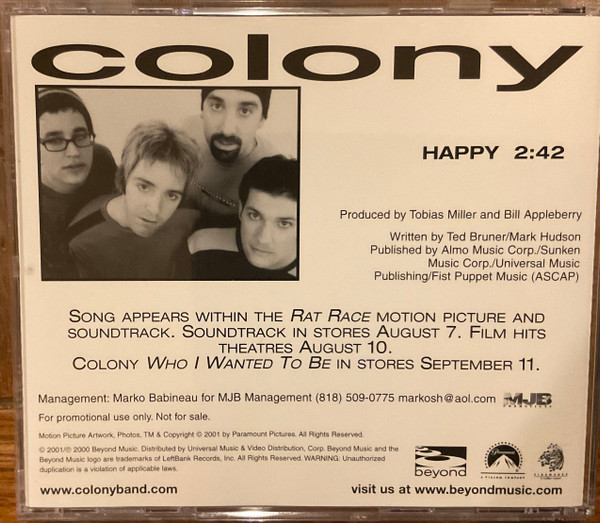 colony
HAPPY 2:42
Produced by Tobias Miller and Bill Appleberry
Written by Ted Bruner/Mark Hudson
Published by Almo Music Corp./Sunken
Music Corp./Universal Music
Publishing/Fist Puppet Music (ASCAP)
SONG APPEARS WITHIN THE RAT RACE MOTION PICTURE AND
SOUNDTRACK. SOUNDTRACK IN STORES AUGUST 7. FILM HITS
THEATRES AUGUST 10.
COLONY WHO I WANTED TO BE IN STORES SEPTEMBER 11.
Management: Marko Babineau for MJB Management (818) 509-0775 markosh@aol.com MJB
For promotional use only. Not for sale.
Motion Picture Artwork, Photos, TM & Copyright © 2001 by Paramount Pictures. All Rights Reserved.
© 2001/℗ 2000 Beyond Music. Distributed by Universal Music & Video Distribution, Corp. Beyond Music and the
Beyond Music logo are trademarks of LeftBank Records, Inc. All Rights Reserved. WARNING: Unauthorized
duplication is a violation of applicable laws.
beyond
Paramount
A VIACOM COMPANY
www.colonyband.com
visit us at www.beyondmusic.com